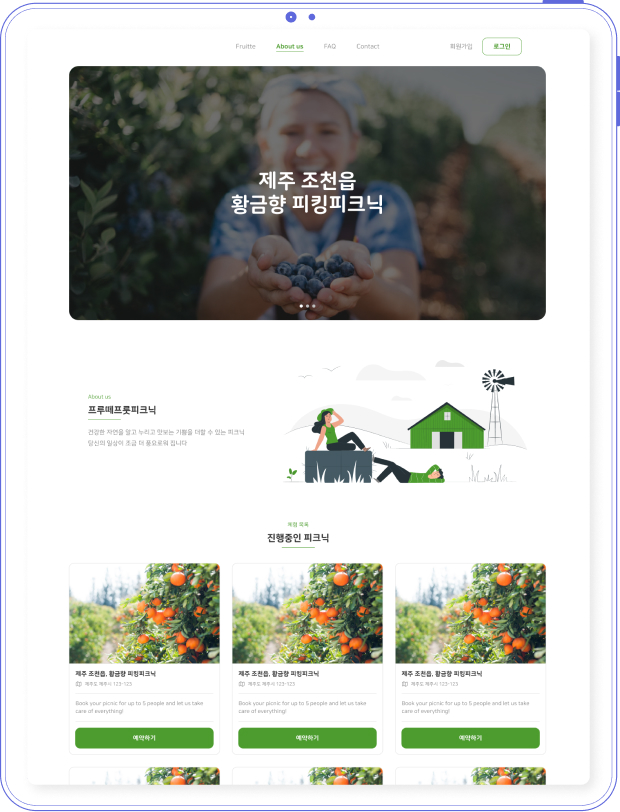 Fruitte About us FAQ Contact 회원가입 로그인
제주 조천읍
황금향 피킹피크닉
About us
프루떼프룻피크닉
건강한 자연을 알고 누리고 맛보는 기쁨을 더할 수 있는 피크닉
당신의 일상이 조금 더 풍요로워 집니다
체험 목록
진행중인 피크닉
제주 조천읍, 황금향 피킹피크닉
제주도 제주시 123-123
Book your picnic for up to 5 people and let us take
care of everything!
예약하기
제주 조천읍, 황금향 피킹피크닉
제주도 제주시 123-123
Book your picnic for up to 5 people and let us take
care of everything!
예약하기
제주 조천읍, 황금향 피킹피크닉
제주도 제주시 123-123
Book your picnic for up to 5 people and let us take
care of everything!
예약하기